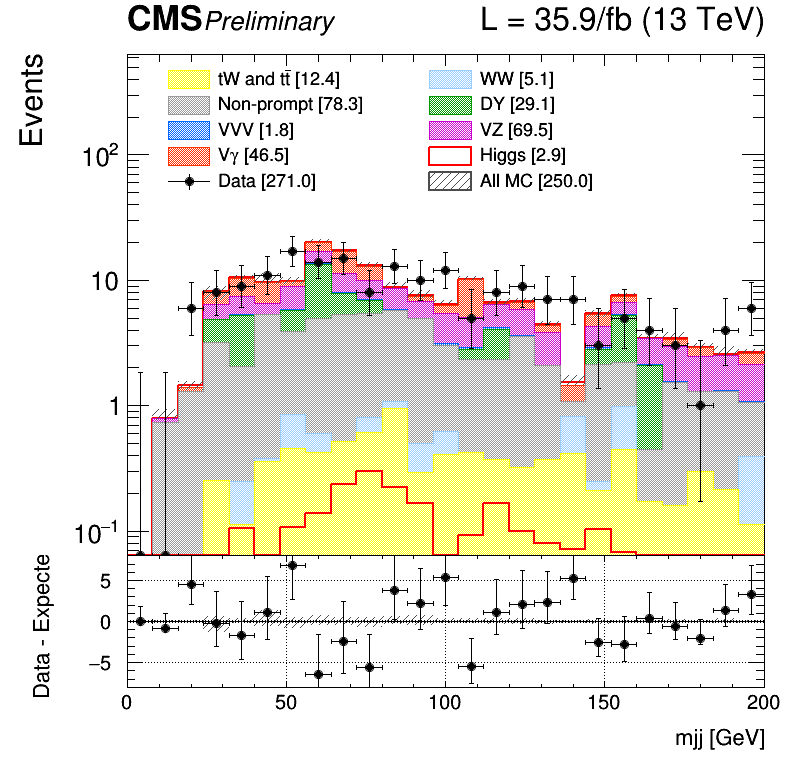 CMS Preliminary L = 35.9/fb (13 TeV)
Events
tW and tt̄ [12.4] WW [5.1]
Non-prompt [78.3] DY [29.1]
VVV [1.8] VZ [69.5]
Vγ [46.5] Higgs [2.9]
Data [271.0] All MC [250.0]
10²
10
1
10⁻¹
Data - Expecte
5
0
−5
0 50 100 150 200
mjj [GeV]